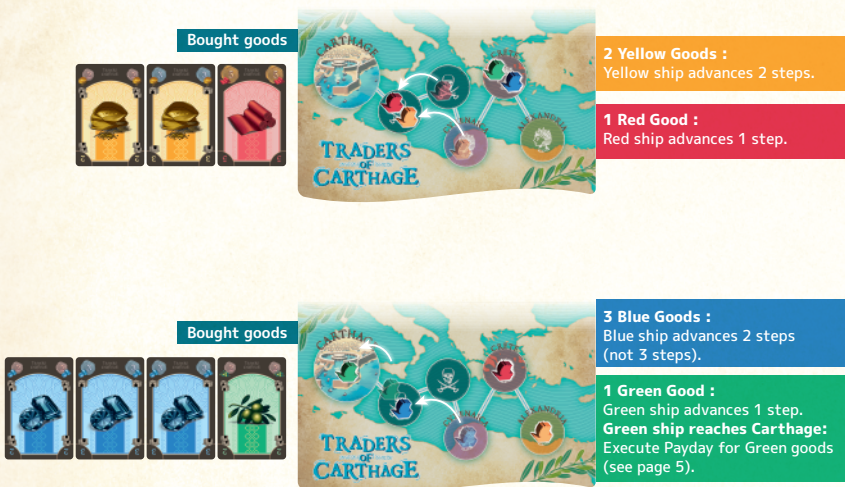 Bought goods
CARTHAGE
CRETE
ALEXANDRIA
TRADERS
OF
CARTHAGE
2 Yellow Goods :
Yellow ship advances 2 steps.
1 Red Good :
Red ship advances 1 step.
Bought goods
TRADERS
OF
CARTHAGE
3 Blue Goods :
Blue ship advances 2 steps
(not 3 steps).
1 Green Good :
Green ship advances 1 step.
Green ship reaches Carthage:
Execute Payday for Green goods
(see page 5).